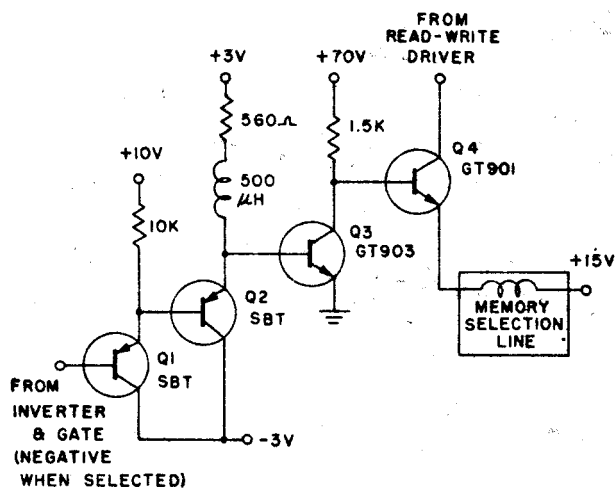 FROM
READ-WRITE
DRIVER
+3V
+70V
560Ω
1.5K
Q4
GT901
+10V
500
μH
10K
Q3
GT903
+15V
Q2
SBT
MEMORY
SELECTION
LINE
Q1
SBT
FROM
INVERTER
& GATE
(NEGATIVE
WHEN SELECTED)
-3V